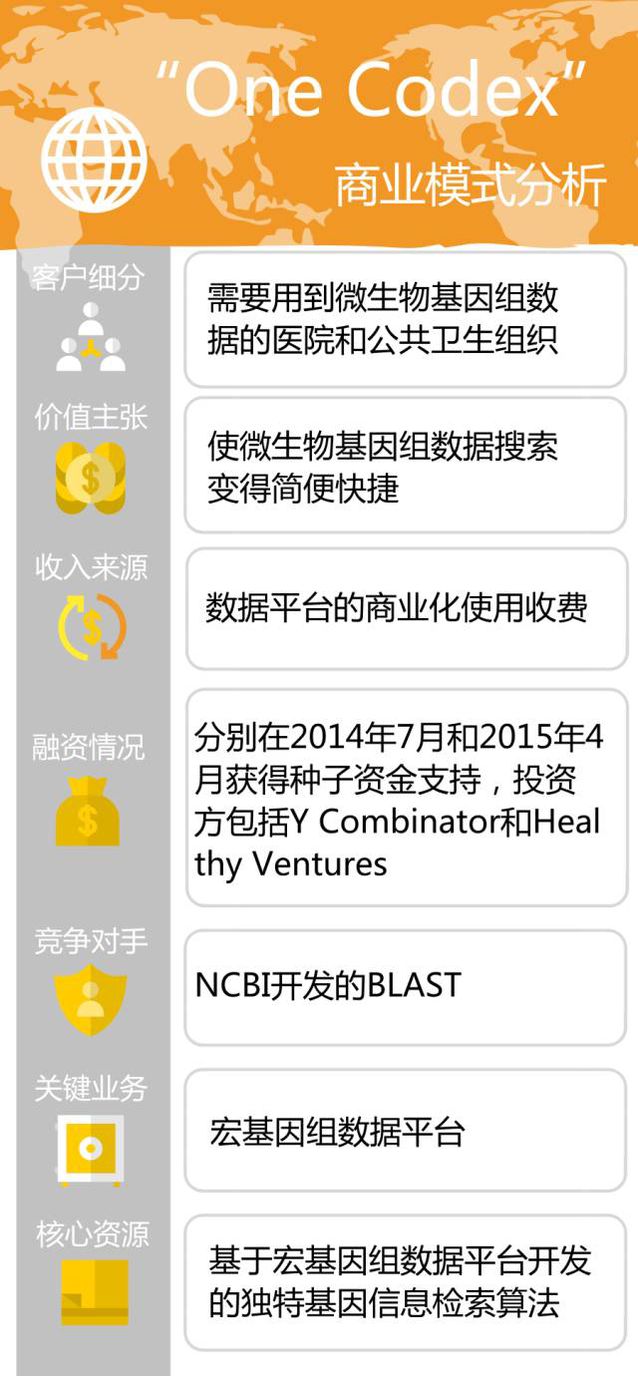 “One Codex”
商业模式分析
客户细分
需要用到微生物基因组数
据的医院和公共卫生组织
价值主张
使微生物基因组数据搜索
变得简便快捷
收入来源
数据平台的商业化使用收费
融资情况
分别在2014年7月和2015年4
月获得种子资金支持，投资
方包括Y Combinator和Heal
thy Ventures
竞争对手
NCBI开发的BLAST
关键业务
宏基因组数据平台
核心资源
基于宏基因组数据平台开发
的独特基因信息检索算法